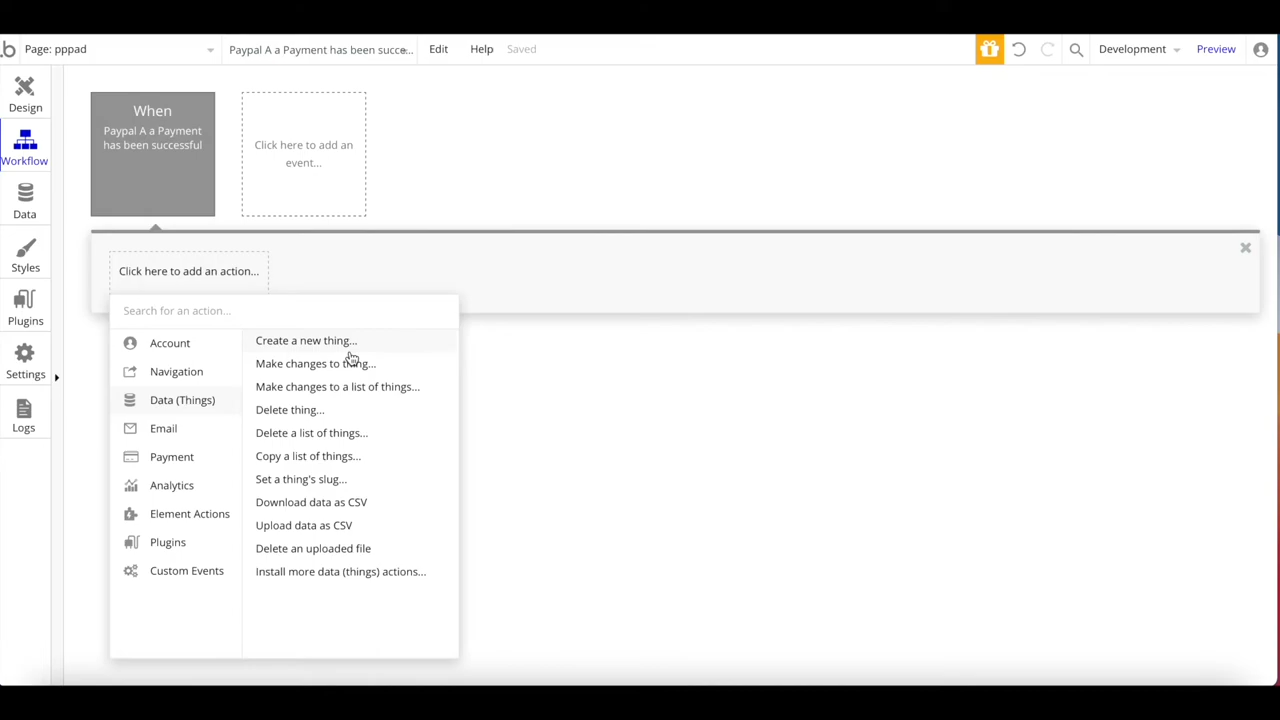 Page: pppad
Paypal A a Payment has been succe...
Edit
Help
Saved
Development
Preview
Design
Workflow
Data
Styles
Plugins
Settings
Logs
When
Paypal A a Payment
has been successful
Click here to add an
event...
Click here to add an action...
Search for an action...
Account
Navigation
Data (Things)
Email
Payment
Analytics
Element Actions
Plugins
Custom Events
Create a new thing...
Make changes to thing...
Make changes to a list of things...
Delete thing...
Delete a list of things...
Copy a list of things...
Set a thing's slug...
Download data as CSV
Upload data as CSV
Delete an uploaded file
Install more data (things) actions...